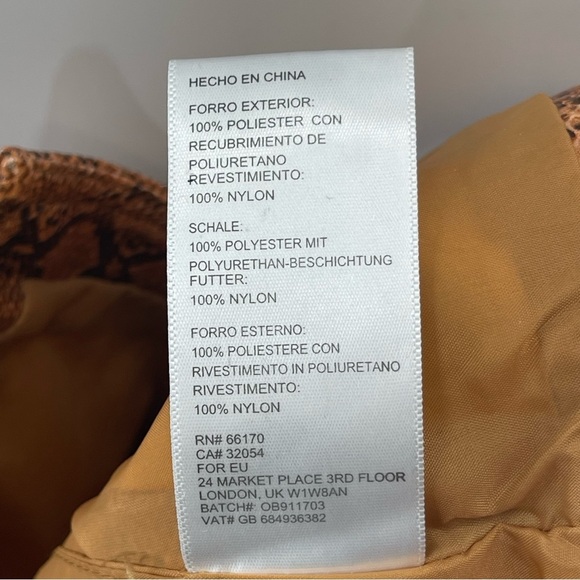 HECHO EN CHINA
FORRO EXTERIOR:
100% POLIESTER CON
RECUBRIMIENTO DE
POLIURETANO
REVESTIMIENTO:
100% NYLON
SCHALE:
100% POLYESTER MIT
POLYURETHAN-BESCHICHTUNG
FUTTER:
100% NYLON
FORRO ESTERNO:
100% POLIESTERE CON
RIVESTIMENTO IN POLIURETANO
RIVESTIMENTO:
100% NYLON
RN# 66170
CA# 32054
FOR EU
24 MARKET PLACE 3RD FLOOR
LONDON, UK W1W8AN
BATCH#: OB911703
VAT# GB 684936382